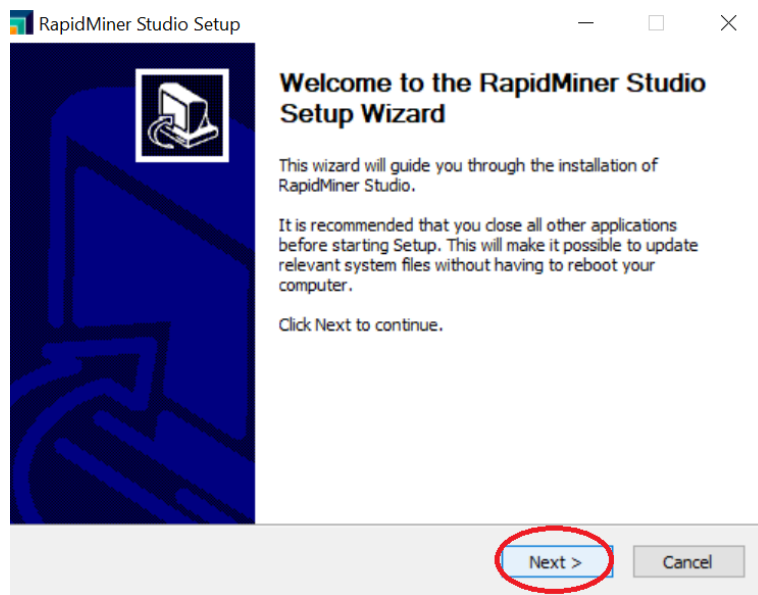 RapidMiner Studio Setup
Welcome to the RapidMiner Studio
Setup Wizard
This wizard will guide you through the installation of
RapidMiner Studio.
It is recommended that you close all other applications
before starting Setup. This will make it possible to update
relevant system files without having to reboot your
computer.
Click Next to continue.
Next >
Cancel